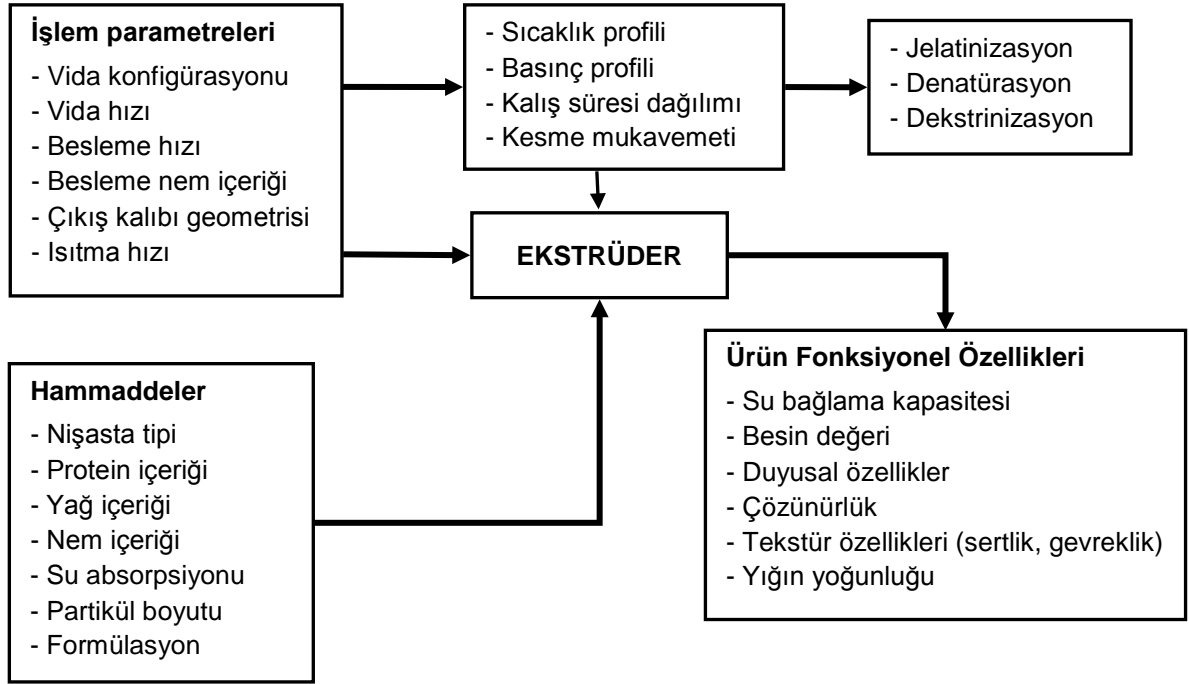 İşlem parametreleri
- Vida konfigürasyonu
- Vida hızı
- Besleme hızı
- Besleme nem içeriği
- Çıkış kalıbı geometrisi
- Isıtma hızı
- Sıcaklık profili
- Basınç profili
- Kalış süresi dağılımı
- Kesme mukavemeti
- Jelatinizasyon
- Denatürasyon
- Dekstrinizasyon
EKSTRÜDER
Hammaddeler
- Nişasta tipi
- Protein içeriği
- Yağ içeriği
- Nem içeriği
- Su absorpsiyonu
- Partikül boyutu
- Formülasyon
Ürün Fonksiyonel Özellikleri
- Su bağlama kapasitesi
- Besin değeri
- Duyusal özellikler
- Çözünürlük
- Tekstür özellikleri (sertlik, gevreklik)
- Yığın yoğunluğu